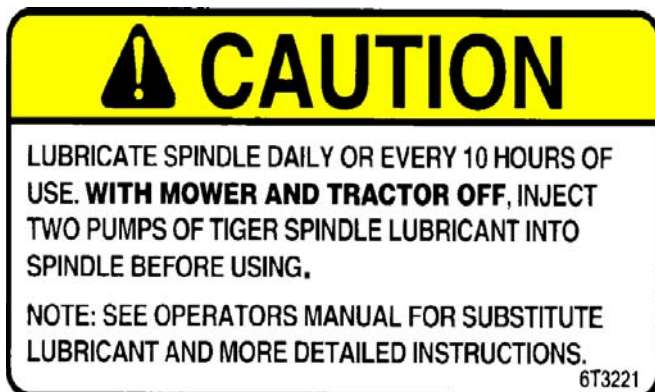 CAUTION
LUBRICATE SPINDLE DAILY OR EVERY 10 HOURS OF
USE. WITH MOWER AND TRACTOR OFF, INJECT
TWO PUMPS OF TIGER SPINDLE LUBRICANT INTO
SPINDLE BEFORE USING.
NOTE: SEE OPERATORS MANUAL FOR SUBSTITUTE
LUBRICANT AND MORE DETAILED INSTRUCTIONS.
6T3221